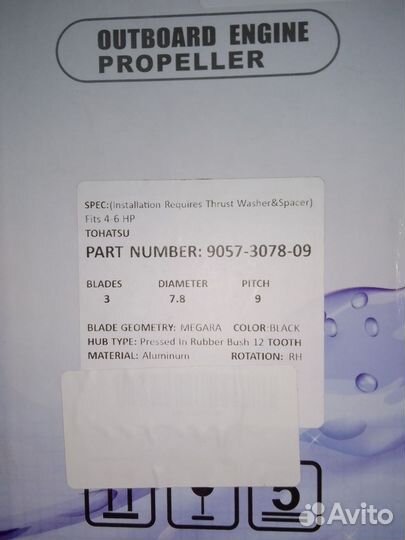 OUTBOARD ENGINE
PROPELLER
SPEC:(Installation Requires Thrust Washer&Spacer)
Fits 4-6 HP
TOHATSU
PART NUMBER: 9057-3078-09
BLADES DIAMETER PITCH
3 7.8 9
BLADE GEOMETRY: MEGARA COLOR:BLACK
HUB TYPE: Pressed In Rubber Bush 12 TOOTH
MATERIAL: Aluminum ROTATION: RH
5
Avito